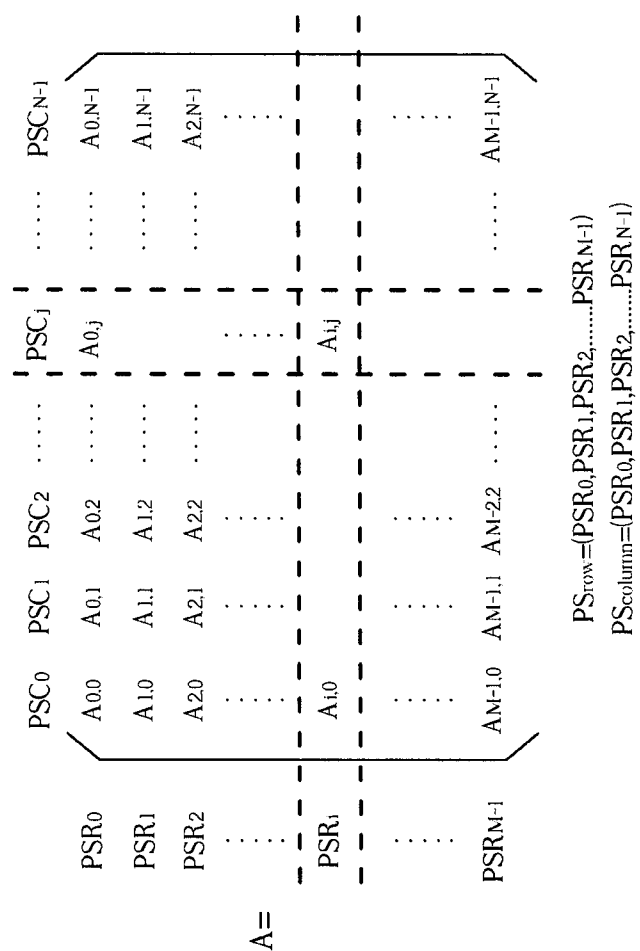 PSC0 PSC1 PSC2 ..... PSCj ..... PSCN-1
PSR0 A0.0 A0.1 A0.2 ..... A0.j ..... A0.N-1
PSR1 A1.0 A1.1 A1.2 ..... ..... A1.N-1
PSR2 A2.0 A2.1 A2.2 ..... ..... A2.N-1
...... ...... ...... ...... ...... ......
A=
PSRi Ai.0 Ai.j
...... ...... ...... ...... ......
PSRM-1 AM-1.0 AM-1.1 AM-2.2 ..... ..... AM-1.N-1
PSrow=(PSR0,PSR1,PSR2,.......PSRM-1)
PScolumn=(PSR0,PSR1,PSR2,.......PSRN-1)